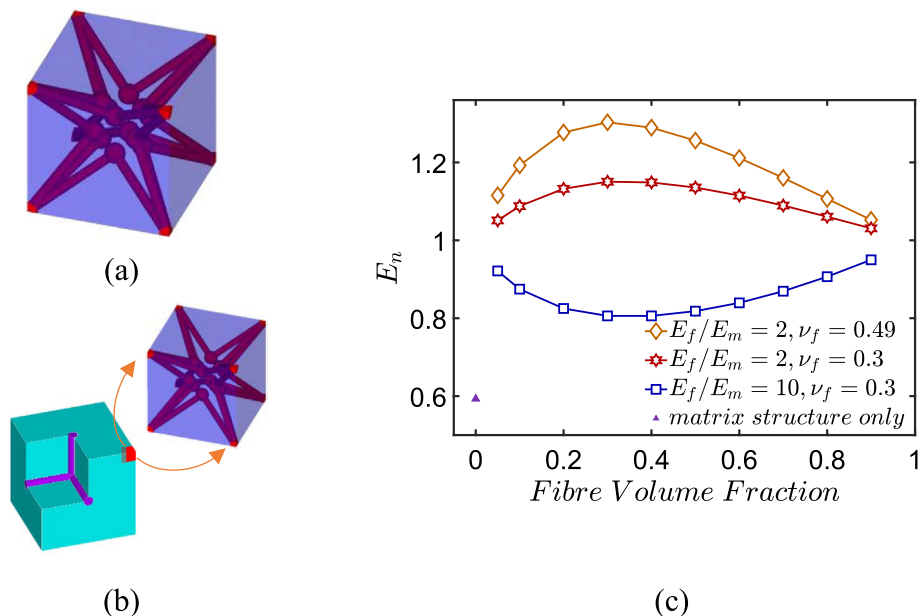 (a)
(b)
1.2
1
0.8
0.6
E_n
E_f/E_m = 2, ν_f = 0.49
E_f/E_m = 2, ν_f = 0.3
E_f/E_m = 10, ν_f = 0.3
matrix structure only
0 0.2 0.4 0.6 0.8 1
Fibre Volume Fraction
(c)